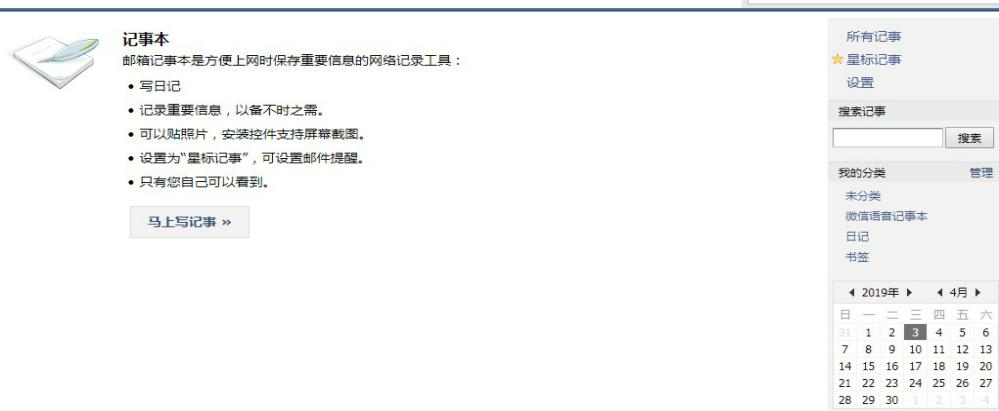 记事本
邮箱记事本是方便上网时保存重要信息的网络记录工具：
• 写日记
• 记录重要信息，以备不时之需。
• 可以贴照片，安装控件支持屏幕截图。
• 设置为“星标记事”，可设置邮件提醒。
• 只有您自己可以看到。
马上写记事 »
所有记事
星标记事
设置
搜索记事
搜索
我的分类 管理
未分类
微信语音记事本
日记
书签
2019年 4月
日 一 二 三 四 五 六
31 1 2 3 4 5 6
7 8 9 10 11 12 13
14 15 16 17 18 19 20
21 22 23 24 25 26 27
28 29 30 1 2 3 4